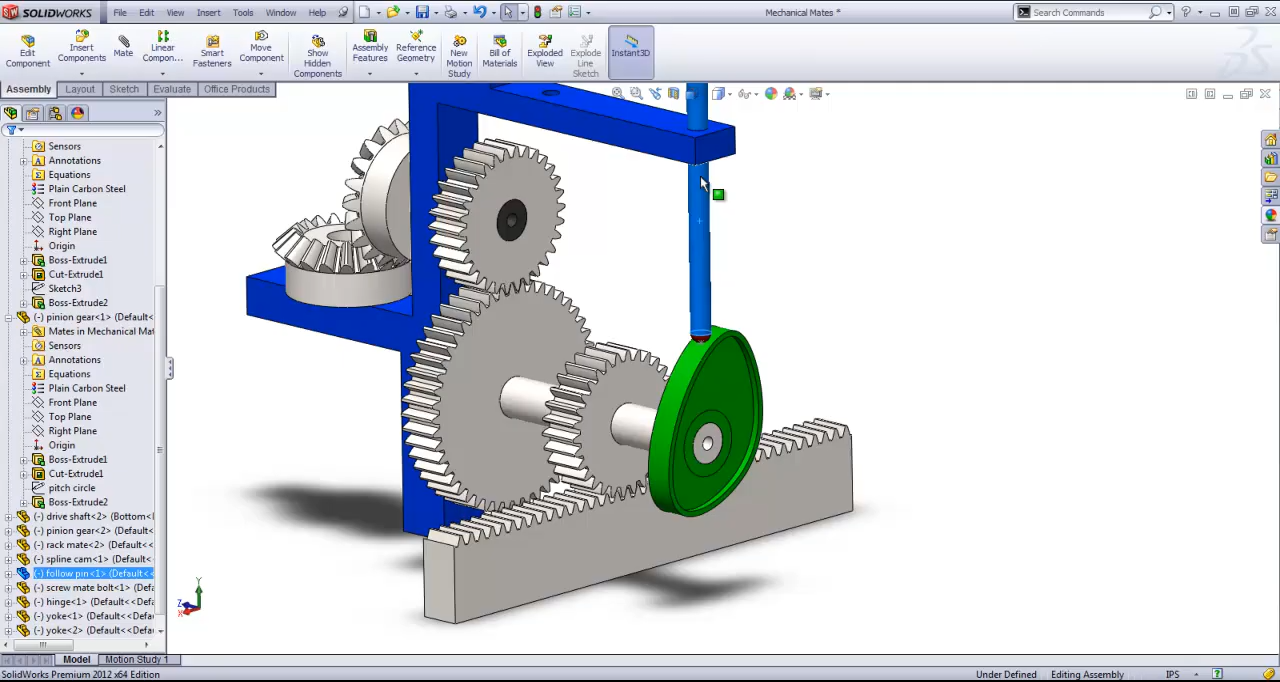 SOLIDWORKS
File Edit View Insert Tools Window Help
Mechanical Mates *
Search Commands
Edit Component
Insert Components
Mate
Linear Compon...
Smart Fasteners
Move Component
Show Hidden Components
Assembly Features
Reference Geometry
New Motion Study
Bill of Materials
Exploded View
Explode Line Sketch
Instant3D
Assembly Layout Sketch Evaluate Office Products
Sensors
Annotations
Equations
Plain Carbon Steel
Front Plane
Top Plane
Right Plane
Origin
Boss-Extrude1
Cut-Extrude1
Sketch3
Boss-Extrude2
(-) pinion gear<1> (Default<
Mates in Mechanical Mat
Sensors
Annotations
Equations
Plain Carbon Steel
Front Plane
Top Plane
Right Plane
Origin
Boss-Extrude1
Cut-Extrude1
pitch circle
Boss-Extrude2
(-) drive shaft<2> (Bottom<
(-) pinion gear<2> (Default<
(-) rack mate<2> (Default<<
(-) spline cam<1> (Default<
(-) follow pin<1> (Default<<
(-) screw mate bolt<1> (Defa
(-) hinge<1> (Default<<Defa
(-) yoke<1> (Default<<Defau
(-) yoke<2> (Default<<Defau
Y
Z
X
Model Motion Study 1
SolidWorks Premium 2012 x64 Edition
Under Defined Editing Assembly IPS